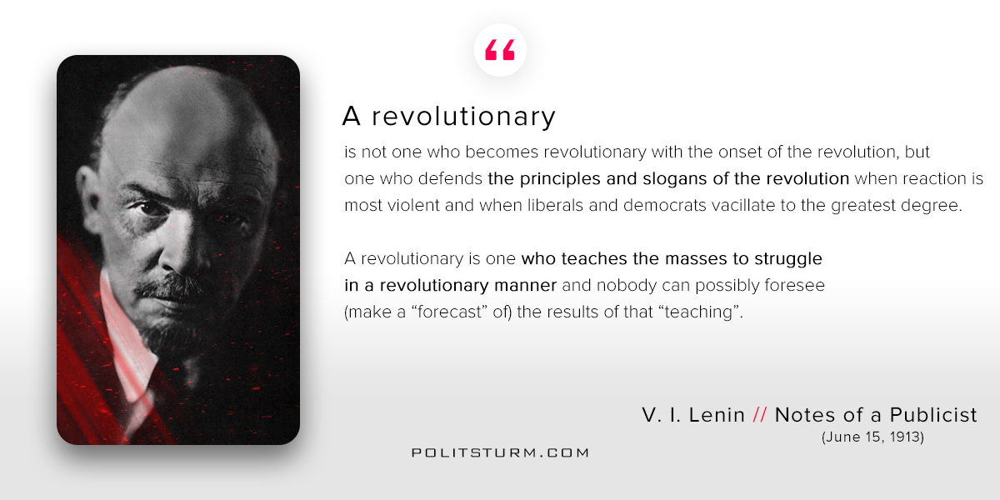 “
A revolutionary
is not one who becomes revolutionary with the onset of the revolution, but
one who defends the principles and slogans of the revolution when reaction is
most violent and when liberals and democrats vacillate to the greatest degree.
A revolutionary is one who teaches the masses to struggle
in a revolutionary manner and nobody can possibly foresee
(make a “forecast” of) the results of that “teaching”.
V. I. Lenin // Notes of a Publicist
(June 15, 1913)
POLITSTURM.COM